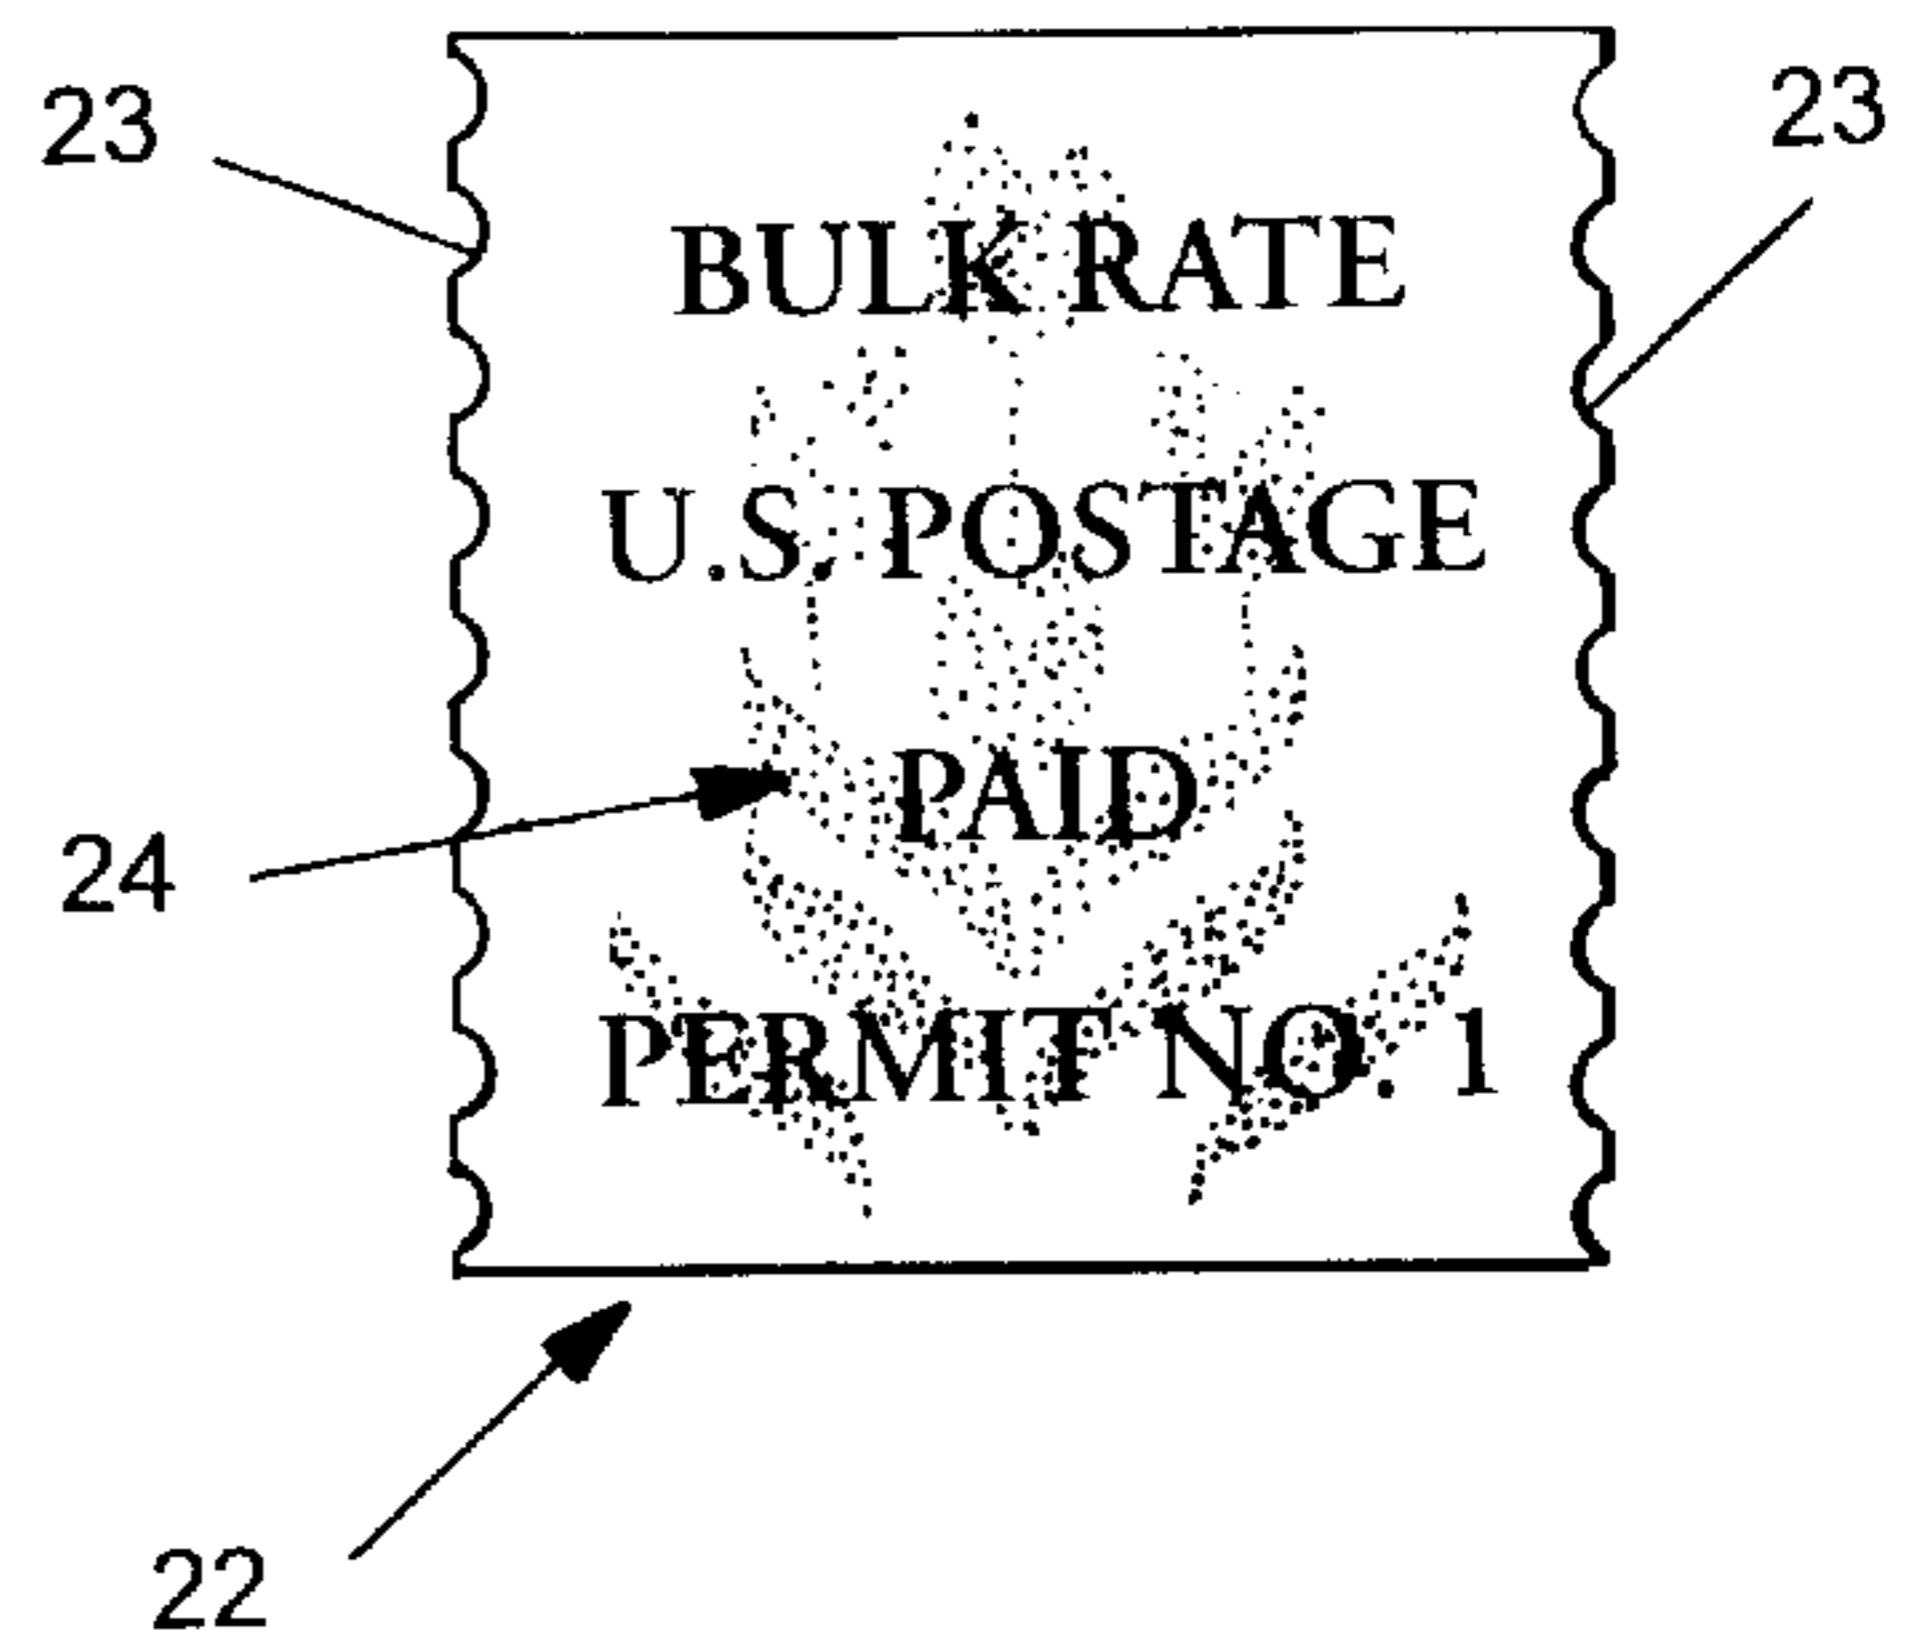 23
23
BULK RATE
U.S. POSTAGE
PAID
24
PERMIT NO. 1
22